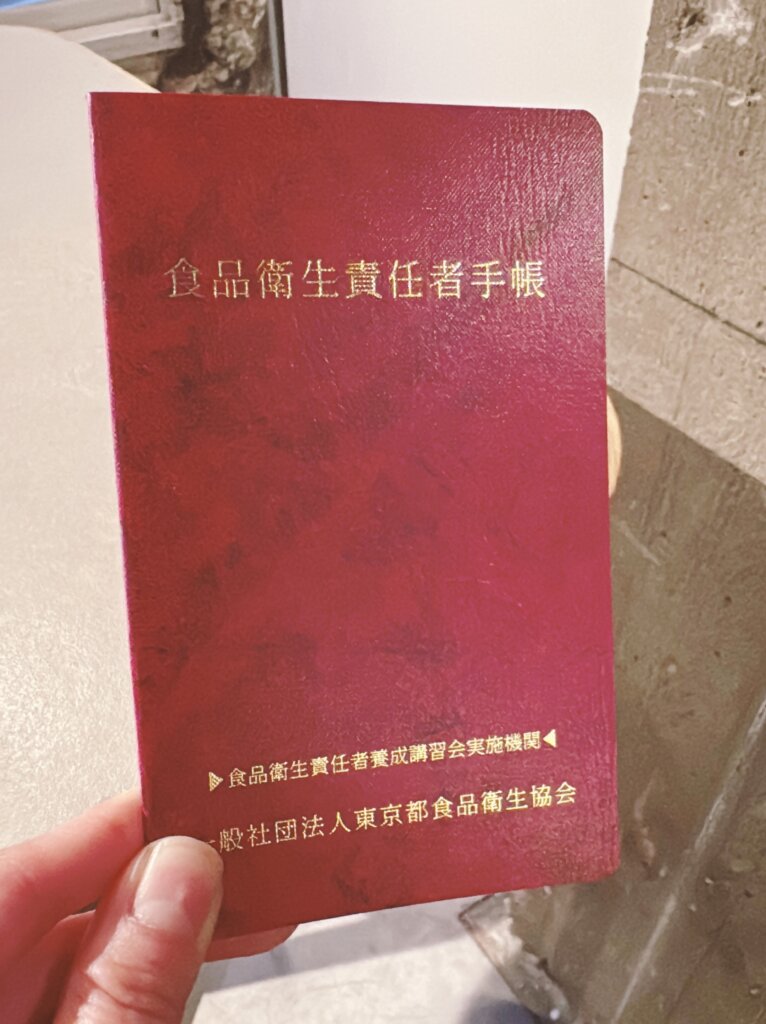 食品衛生責任者手帳
▶食品衛生責任者養成講習会実施機関◀
一般社団法人東京都食品衛生協会